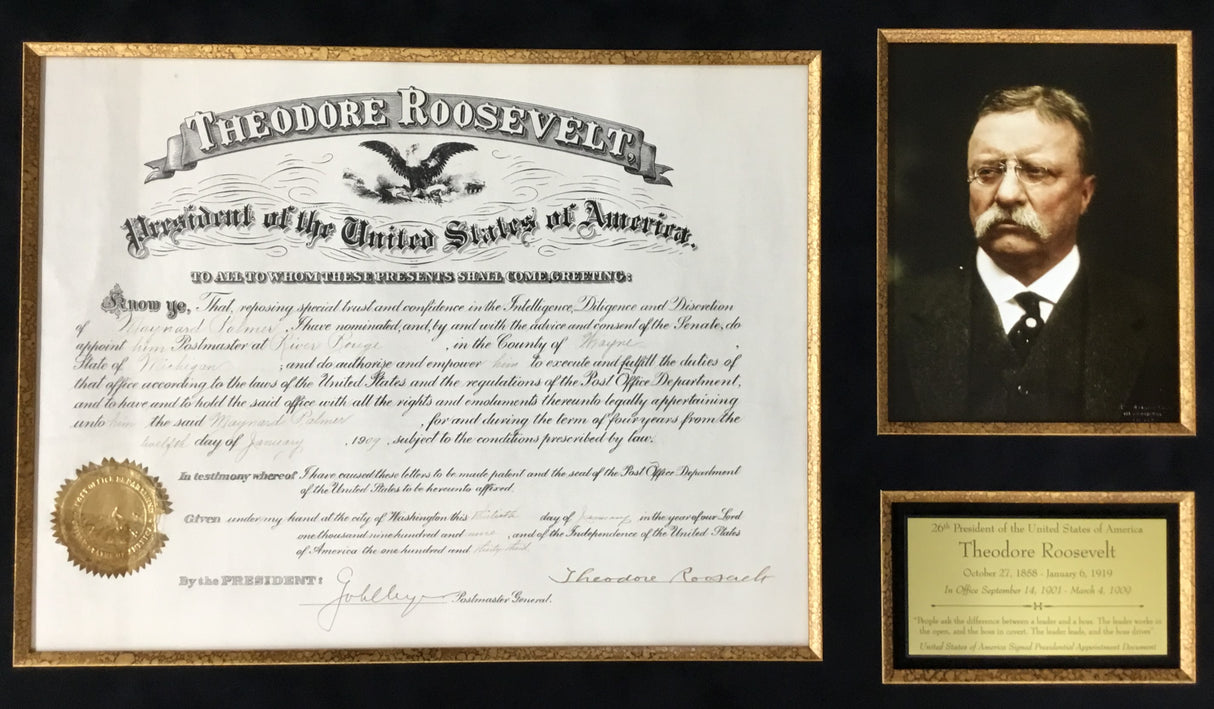 THEODORE ROOSEVELT,
President of the United States of America.
TO ALL TO WHOM THESE PRESENTS SHALL COME, GREETING:
Know ye, That, reposing special trust and confidence in the Intelligence, Diligence and Discretion
of Maynard Palmer, I have nominated, and, by and with the advice and consent of the Senate, do
appoint him Postmaster at River Rouge, in the County of Wayne,
State of Michigan; and do authorize and empower him to execute and fulfill the duties of
that office according to the laws of the United States and the regulations of the Post Office Department,
and to have and to hold the said office with all the rights and emoluments thereunto legally appertaining
unto him the said Maynard Palmer, for and during the term of four years from the
twelfth day of January, 1909, subject to the conditions prescribed by law.
In testimony whereof I have caused these letters to be made patent and the seal of the Post Office Department
of the United States to be hereunto affixed.
Given under my hand at the city of Washington this day of January in the year of our Lord
one thousand nine hundred and nine, and of the Independence of the United States
of America the one hundred and thirty third.
By the PRESIDENT:
Theodore Roosevelt
Postmaster General.
POST OFFICE DEPARTMENT
26th President of the United States of America
Theodore Roosevelt
October 27, 1858 - January 6, 1919
In Office September 14, 1901 - March 4, 1909
"People ask the difference between a leader and a boss. The leader works in
the open, and the boss in covert. The leader leads, and the boss drives"
United States of America Signed Presidential Appointment Document